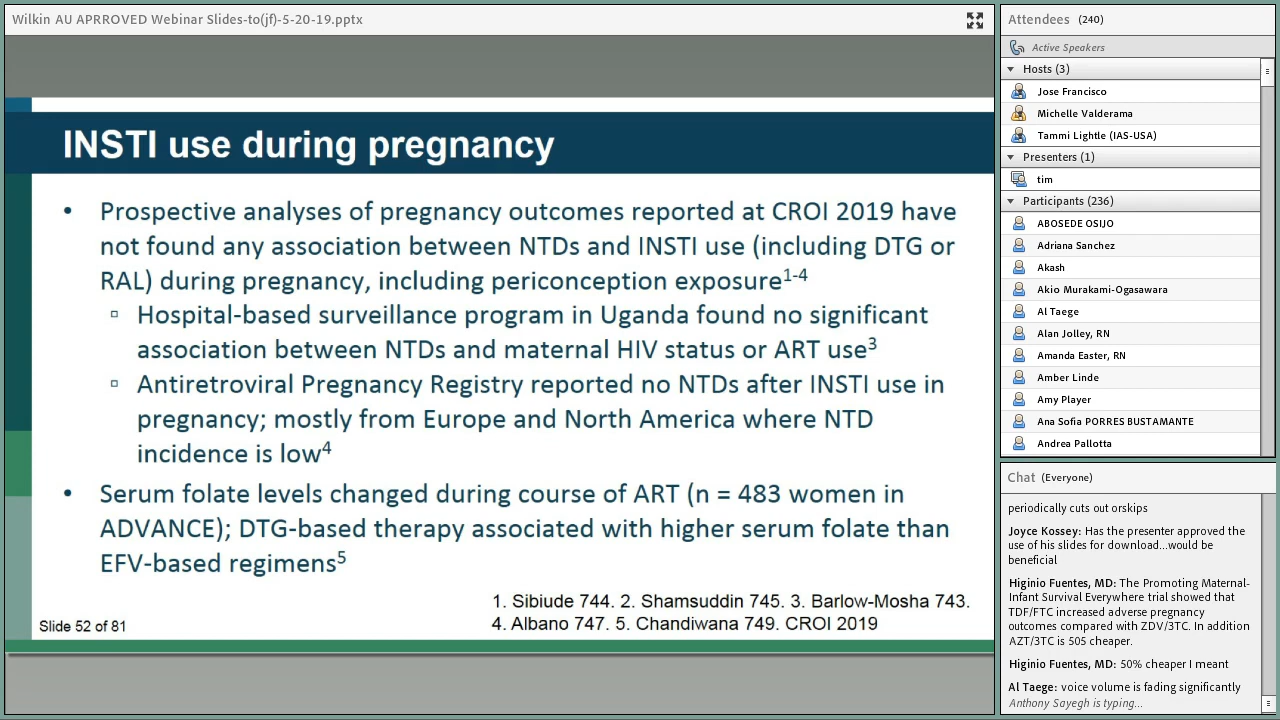 Wilkin AU APRROVED Webinar Slides-to(jf)-5-20-19.pptx
INSTI use during pregnancy
• Prospective analyses of pregnancy outcomes reported at CROI 2019 have
not found any association between NTDs and INSTI use (including DTG or
RAL) during pregnancy, including periconception exposure1-4
▫ Hospital-based surveillance program in Uganda found no significant
association between NTDs and maternal HIV status or ART use3
▫ Antiretroviral Pregnancy Registry reported no NTDs after INSTI use in
pregnancy; mostly from Europe and North America where NTD
incidence is low4
• Serum folate levels changed during course of ART (n = 483 women in
ADVANCE); DTG-based therapy associated with higher serum folate than
EFV-based regimens5
1. Sibiude 744. 2. Shamsuddin 745. 3. Barlow-Mosha 743.
4. Albano 747. 5. Chandiwana 749. CROI 2019
Slide 52 of 81
Attendees (240)
Active Speakers
Hosts (3)
Jose Francisco
Michelle Valderama
Tammi Lightle (IAS-USA)
Presenters (1)
tim
Participants (236)
ABOSEDE OSIJO
Adriana Sanchez
Akash
Akio Murakami-Ogasawara
Al Taege
Alan Jolley, RN
Amanda Easter, RN
Amber Linde
Amy Player
Ana Sofia PORRES BUSTAMANTE
Andrea Pallotta
Chat (Everyone)
periodically cuts out orskips
Joyce Kossey: Has the presenter approved the
use of his slides for download...would be
beneficial
Higinio Fuentes, MD: The Promoting Maternal-
Infant Survival Everywhere trial showed that
TDF/FTC increased adverse pregnancy
outcomes compared with ZDV/3TC. In addition
AZT/3TC is 505 cheaper.
Higinio Fuentes, MD: 50% cheaper I meant
Al Taege: voice volume is fading significantly
Anthony Sayegh is typing...